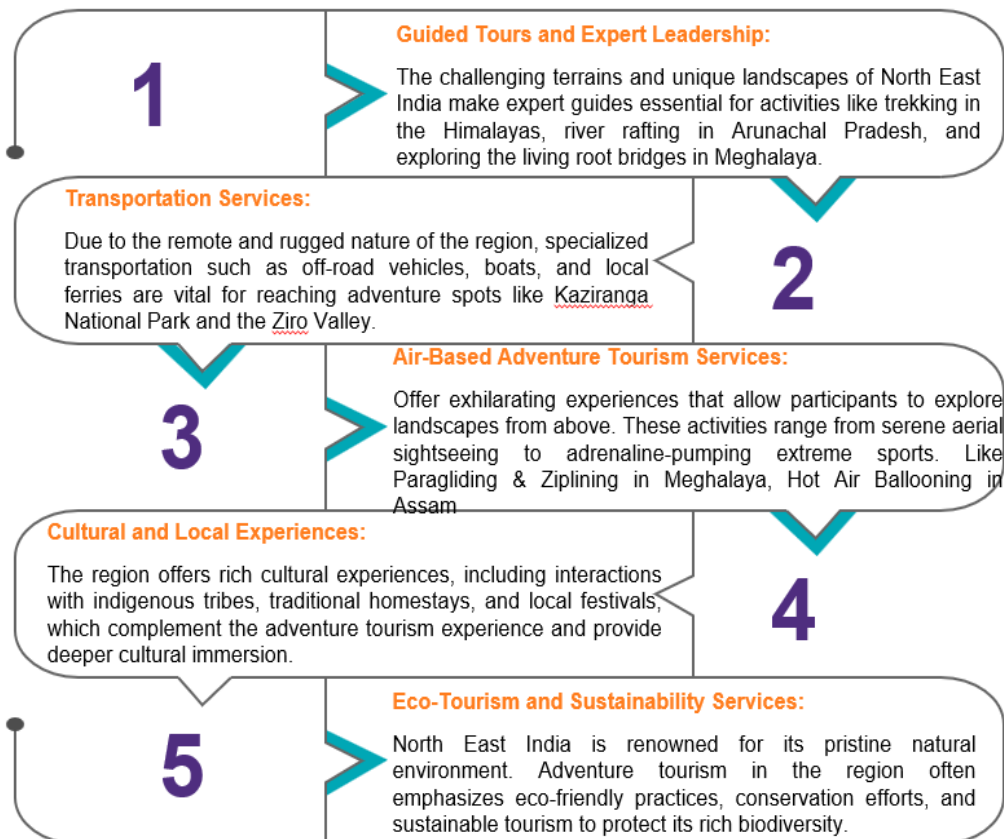 1
Guided Tours and Expert Leadership:
The challenging terrains and unique landscapes of North East
India make expert guides essential for activities like trekking in
the Himalayas, river rafting in Arunachal Pradesh, and
exploring the living root bridges in Meghalaya.
Transportation Services:
Due to the remote and rugged nature of the region, specialized
transportation such as off-road vehicles, boats, and local
ferries are vital for reaching adventure spots like Kaziranga
National Park and the Ziro Valley.
2
3
Air-Based Adventure Tourism Services:
Offer exhilarating experiences that allow participants to explore
landscapes from above. These activities range from serene aerial
sightseeing to adrenaline-pumping extreme sports. Like
Paragliding & Ziplining in Meghalaya, Hot Air Ballooning in
Assam
Cultural and Local Experiences:
The region offers rich cultural experiences, including interactions
with indigenous tribes, traditional homestays, and local festivals,
which complement the adventure tourism experience and provide
deeper cultural immersion.
4
5
Eco-Tourism and Sustainability Services:
North East India is renowned for its pristine natural
environment. Adventure tourism in the region often
emphasizes eco-friendly practices, conservation efforts, and
sustainable tourism to protect its rich biodiversity.